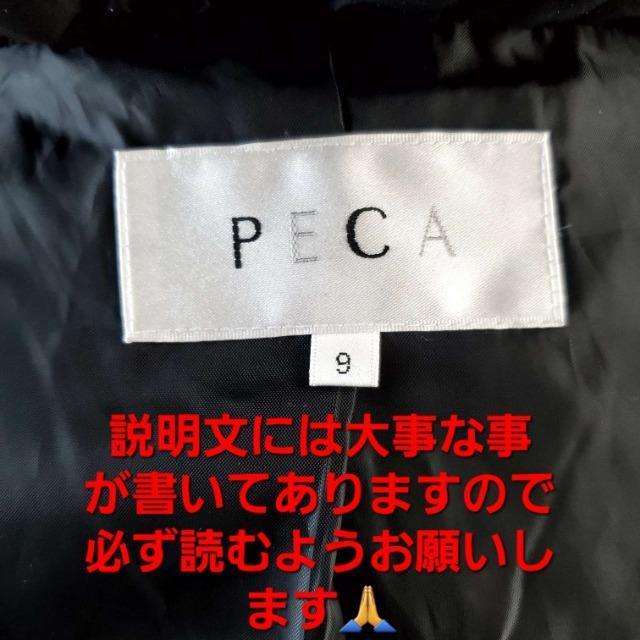 PECA
9
説明文には大事な事
が書いてありますので
必ず読むようお願いし
ます🙏